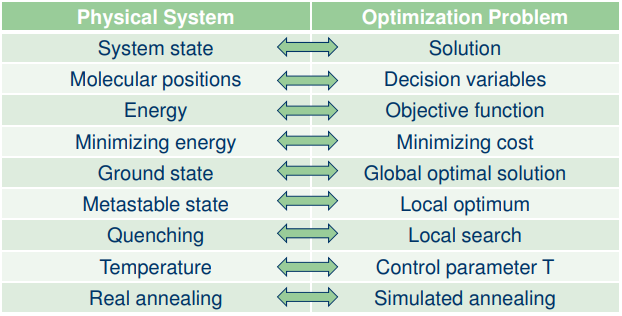 Physical System Optimization Problem
System state Solution
Molecular positions Decision variables
Energy Objective function
Minimizing energy Minimizing cost
Ground state Global optimal solution
Metastable state Local optimum
Quenching Local search
Temperature Control parameter T
Real annealing Simulated annealing